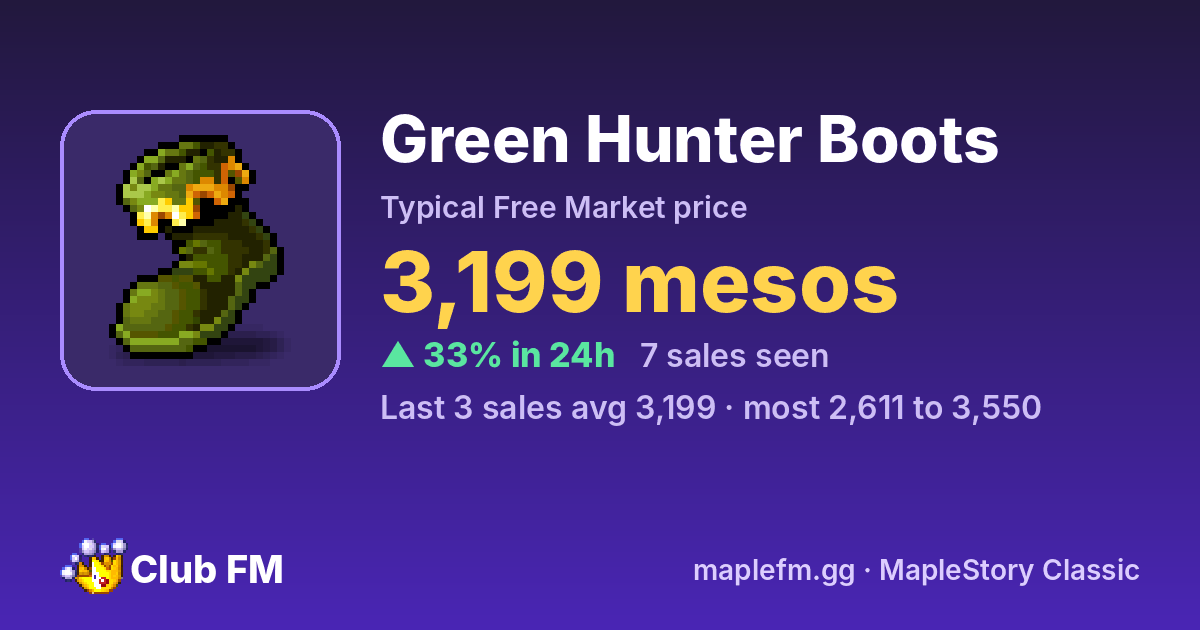 Green Hunter Boots
Typical Free Market price
3,199 mesos
▲ 33% in 24h 7 sales seen
Last 3 sales avg 3,199 · most 2,611 to 3,550
Club FM
maplefm.gg · MapleStory Classic